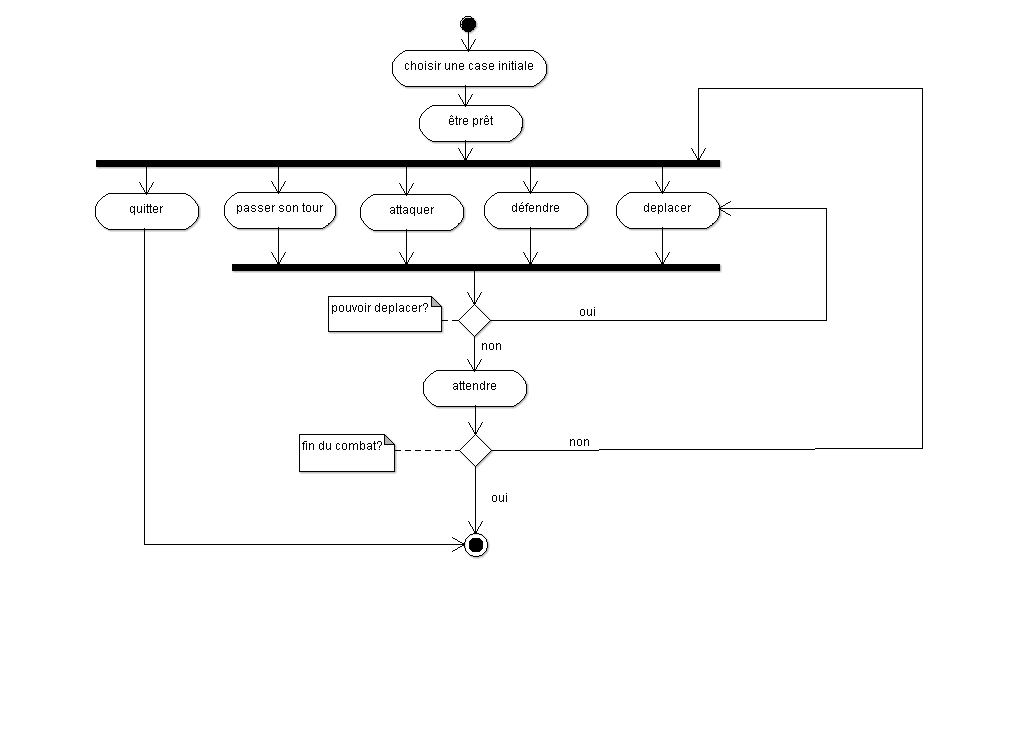 choisir une case initiale
être prêt
quitter
passer son tour
attaquer
défendre
deplacer
pouvoir deplacer?
oui
non
attendre
fin du combat?
non
oui